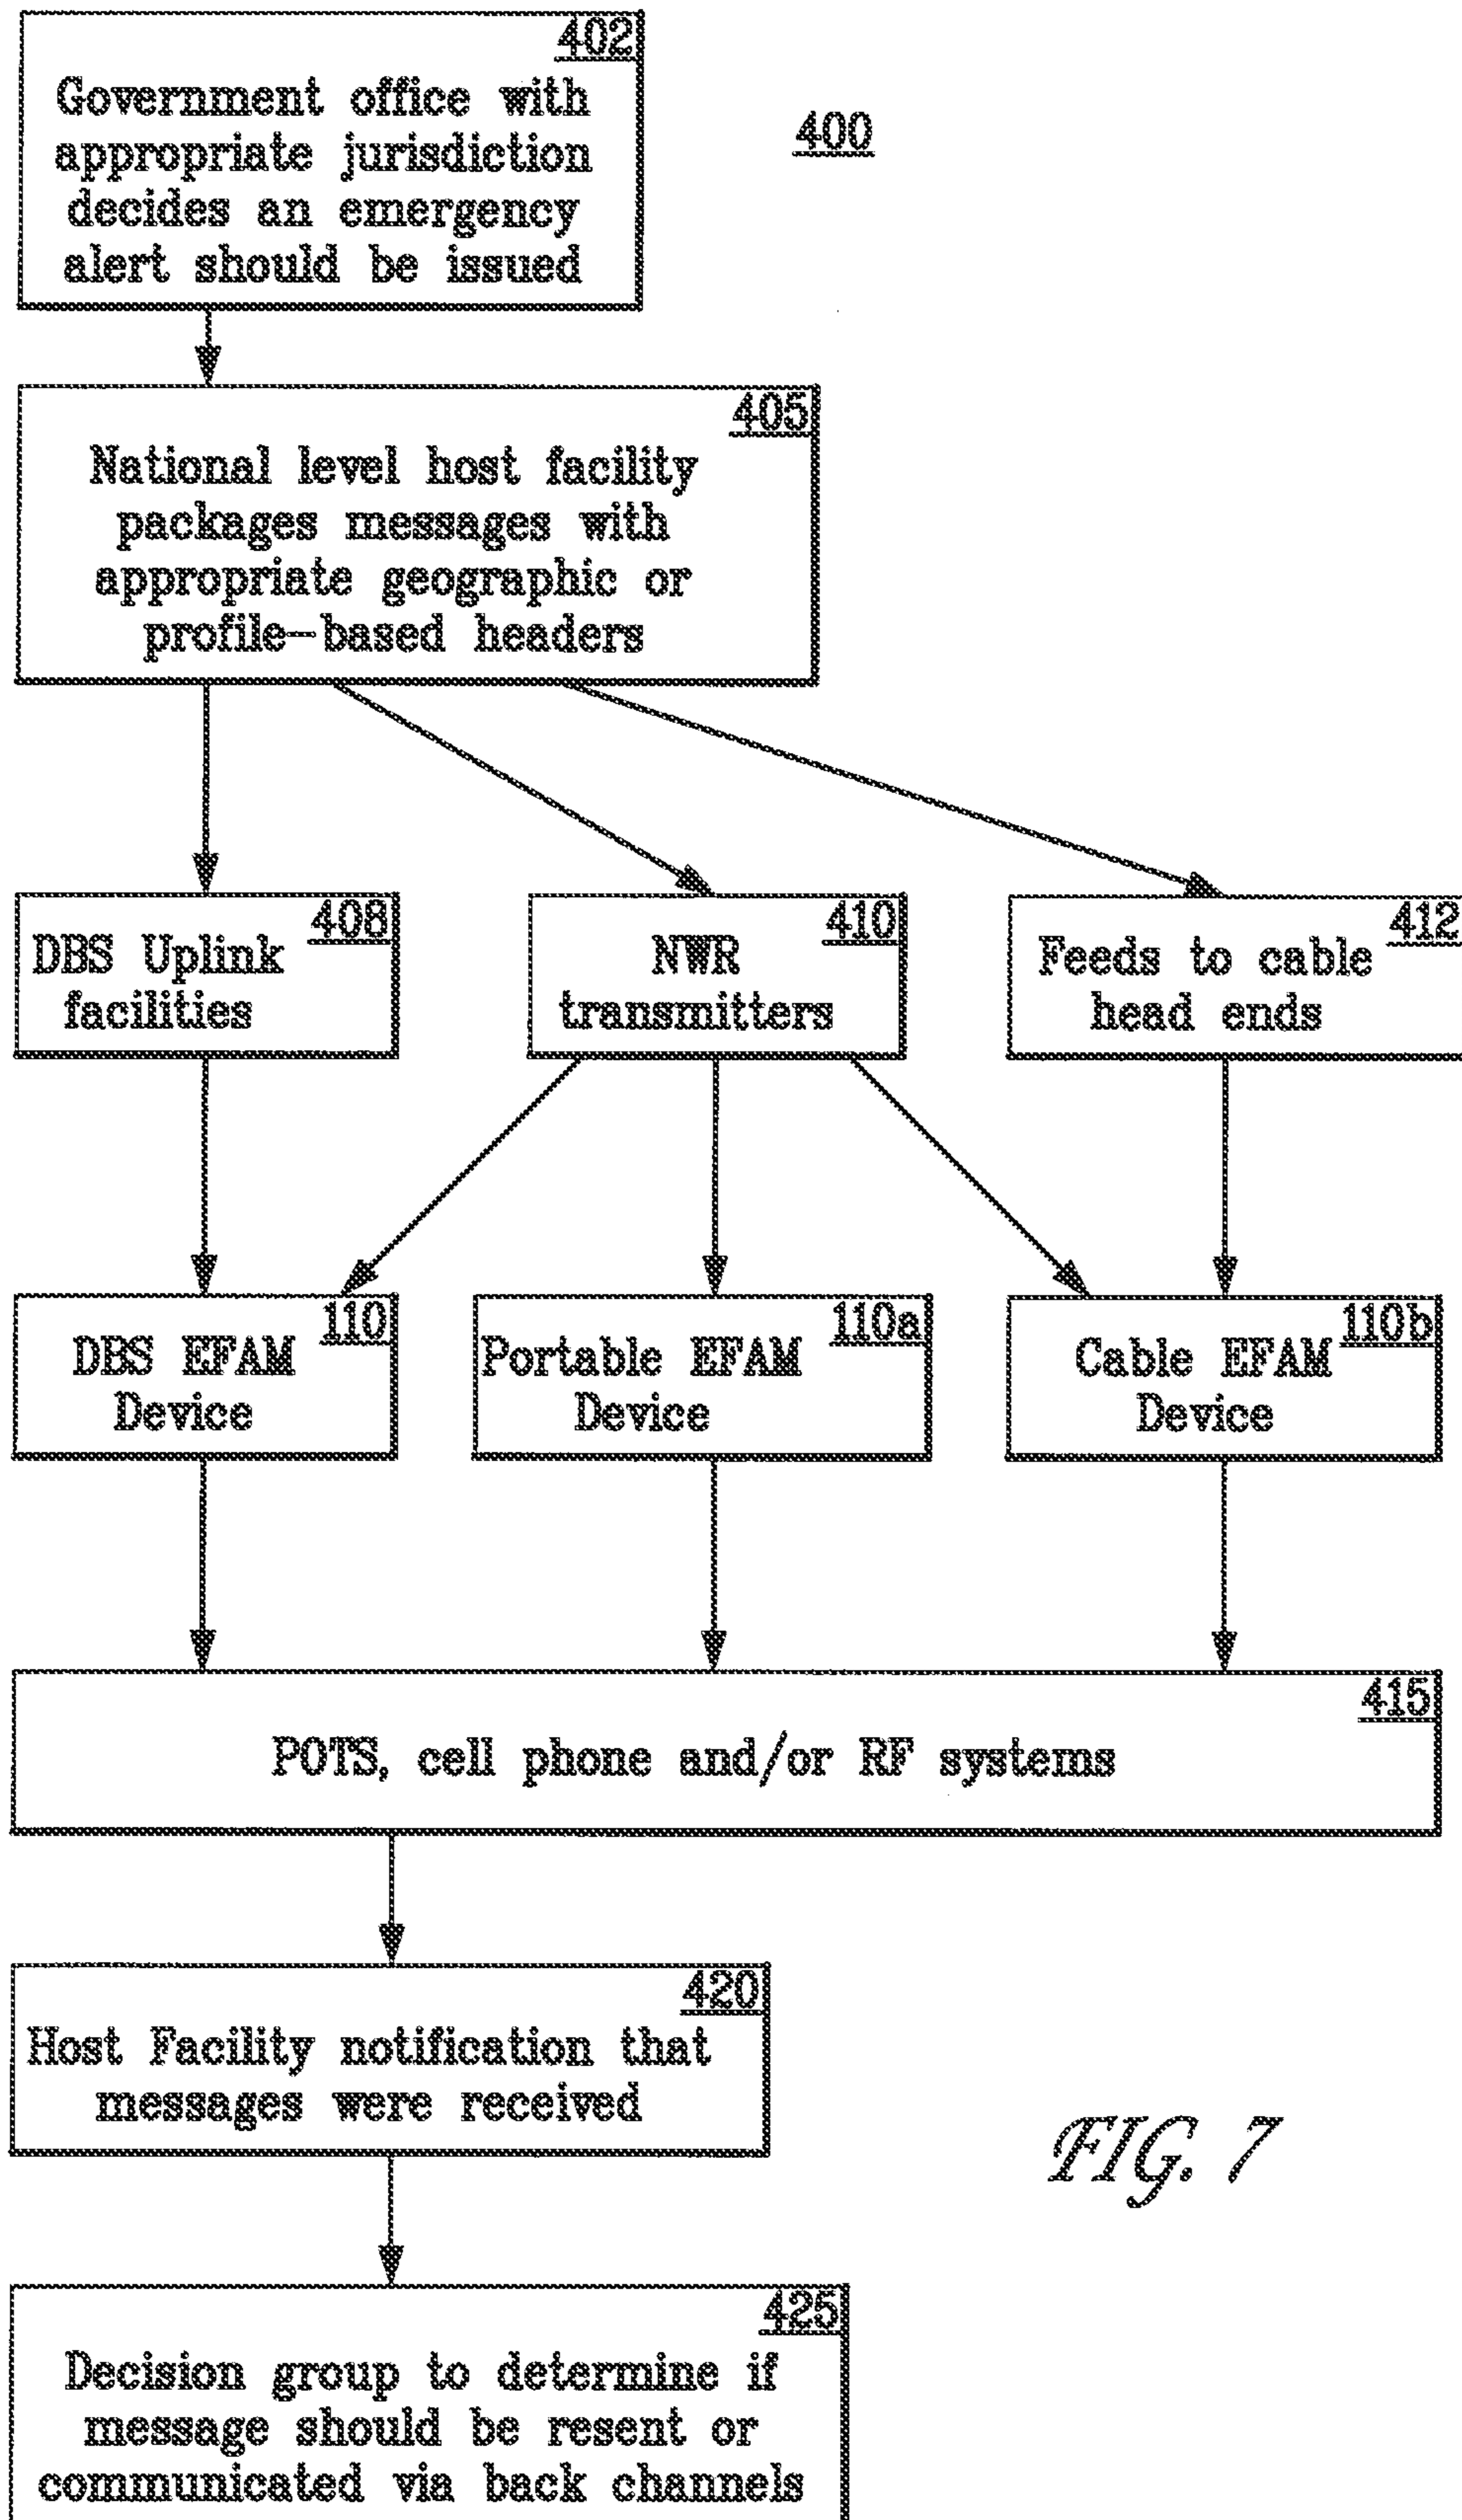 402
Government office with
appropriate jurisdiction
decides an emergency
alert should be issued
400
405
National level host facility
packages messages with
appropriate geographic or
profile-based headers
408
DBS Uplink
facilities
410
NWR
transmitters
412
Feeds to cable
head ends
110
DBS EFAM
Device
110a
Portable EFAM
Device
110b
Cable EFAM
Device
415
POTS, cell phone and/or RF systems
420
Host Facility notification that
messages were received
FIG. 7
425
Decision group to determine if
message should be resent or
communicated via back channels